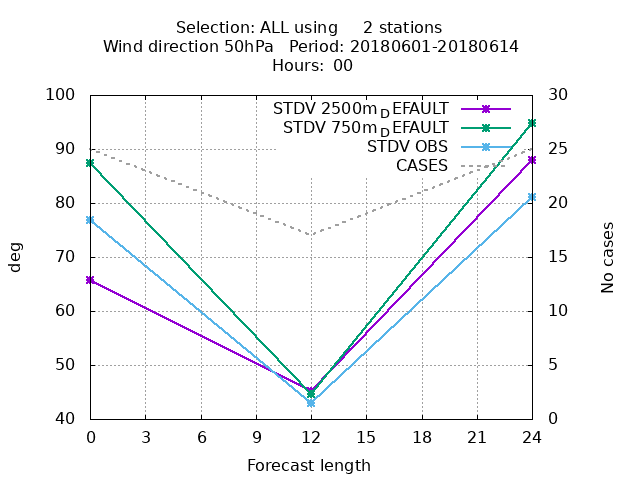 Selection: ALL using     2 stations
Wind direction 50hPa   Period: 20180601-20180614
Hours:  00
100
90
80
70
60
50
40
30
25
20
15
10
5
0
0 3 6 9 12 15 18 21 24
deg
No cases
Forecast length
STDV 2500m_DEFAULT
STDV 750m_DEFAULT
STDV OBS
CASES